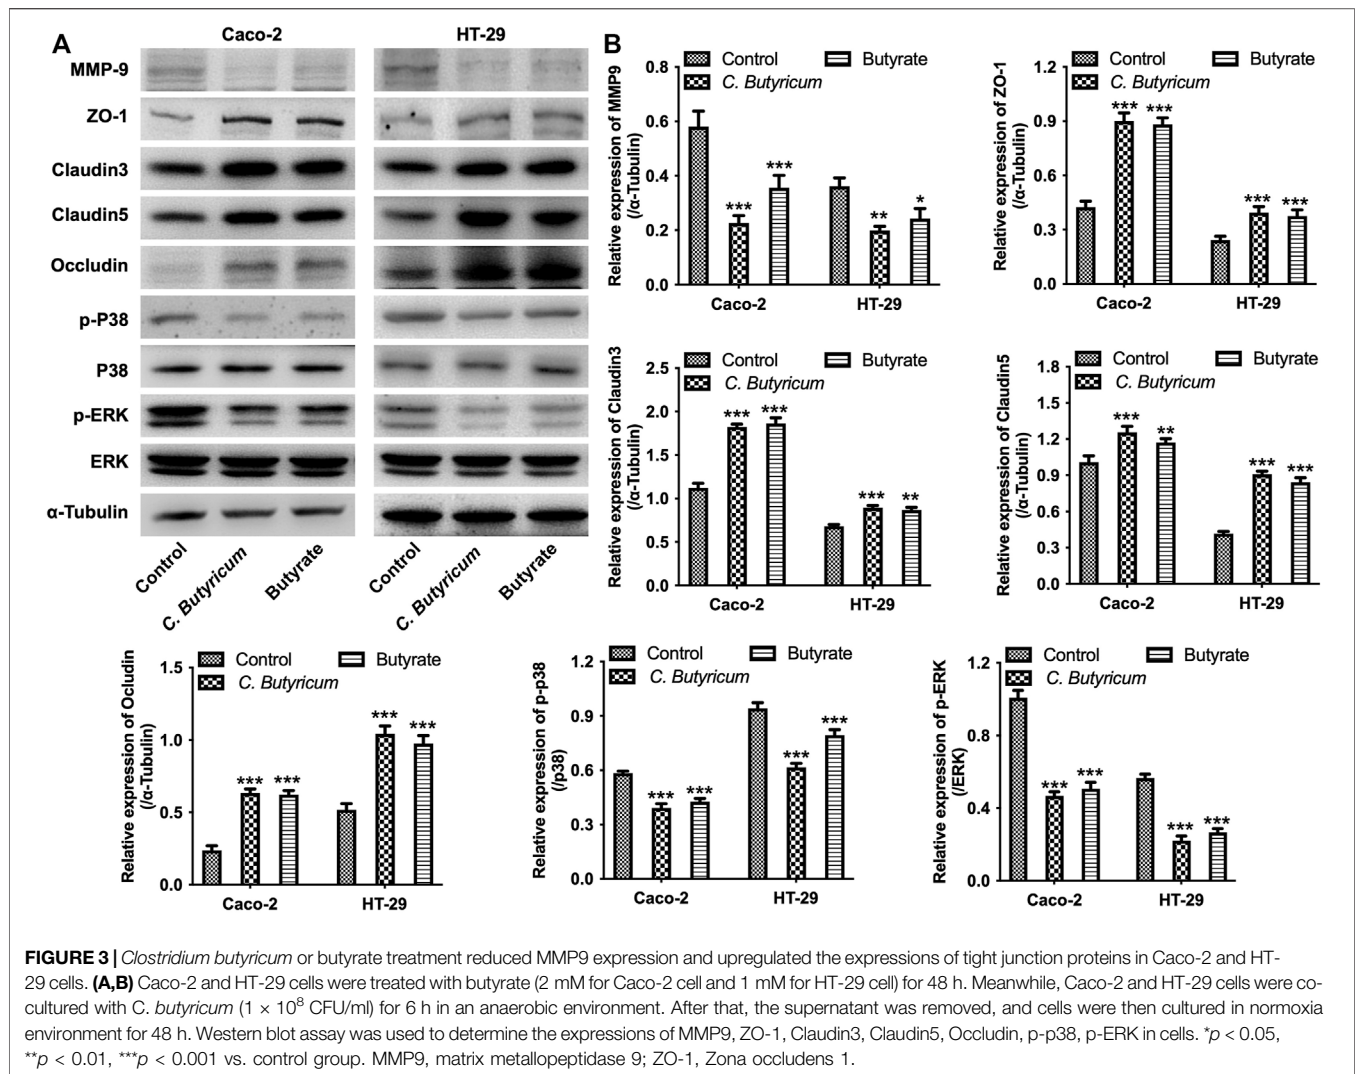 A
Caco-2
HT-29
MMP-9
ZO-1
Claudin3
Claudin5
Occludin
p-P38
P38
p-ERK
ERK
α-Tubulin
Control
C. Butyricum
Butyrate
Control
C. Butyricum
Butyrate
B
Control
Butyrate
C. Butyricum
Relative expression of MMP9
(/α-Tubulin)
0.8
0.6
0.4
0.2
0.0
***
***
**
*
Caco-2
HT-29
Control
Butyrate
C. Butyricum
Relative expression of ZO-1
(/α-Tubulin)
1.2
0.9
0.6
0.3
0.0
***
***
***
***
Caco-2
HT-29
Control
Butyrate
C. Butyricum
Relative expression of Claudin3
(/α-Tubulin)
2.5
2.0
1.5
1.0
0.5
0.0
***
***
***
**
Caco-2
HT-29
Control
Butyrate
C. Butyricum
Relative expression of Claudin5
(/α-Tubulin)
1.8
1.5
1.2
0.9
0.6
0.3
0.0
***
**
***
***
Caco-2
HT-29
Control
Butyrate
C. Butyricum
Relative expression of Ocludin
(/α-Tubulin)
1.5
1.0
0.5
0.0
***
***
***
***
Caco-2
HT-29
Control
Butyrate
C. Butyricum
Relative expression of p-p38
(/p38)
1.2
0.9
0.6
0.3
0.0
***
***
***
***
Caco-2
HT-29
Control
Butyrate
C. Butyricum
Relative expression of p-ERK
(/ERK)
1.2
0.8
0.4
0.0
***
***
***
***
Caco-2
HT-29
FIGURE 3 | Clostridium butyricum or butyrate treatment reduced MMP9 expression and upregulated the expressions of tight junction proteins in Caco-2 and HT-
29 cells. (A,B) Caco-2 and HT-29 cells were treated with butyrate (2 mM for Caco-2 cell and 1 mM for HT-29 cell) for 48 h. Meanwhile, Caco-2 and HT-29 cells were co-
cultured with C. butyricum (1 × 10⁸ CFU/ml) for 6 h in an anaerobic environment. After that, the supernatant was removed, and cells were then cultured in normoxia
environment for 48 h. Western blot assay was used to determine the expressions of MMP9, ZO-1, Claudin3, Claudin5, Occludin, p-p38, p-ERK in cells. *p < 0.05,
**p < 0.01, ***p < 0.001 vs. control group. MMP9, matrix metallopeptidase 9; ZO-1, Zona occludens 1.